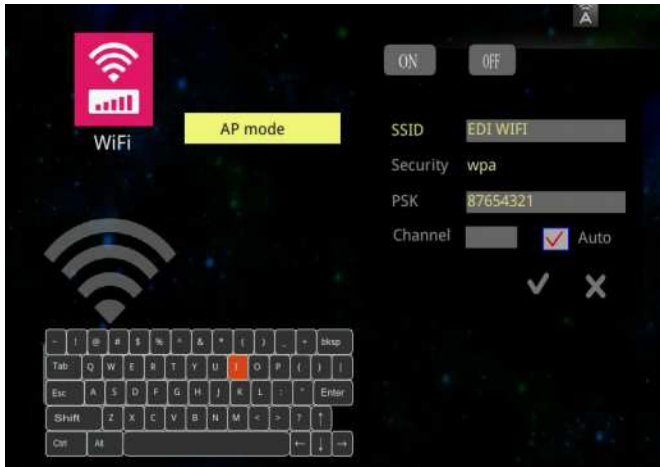 A
ON OFF
WiFi
AP mode
SSID EDI WIFI
Security wpa
PSK 87654321
Channel Auto
~ ! @ # $ % ^ & * ( ) _ + bksp
Tab Q W E R T Y U I O P { } |
Esc A S D F G H J K L : " Enter
Shift Z X C V B N M < > ? ↑
Ctrl Alt ← ↓ →